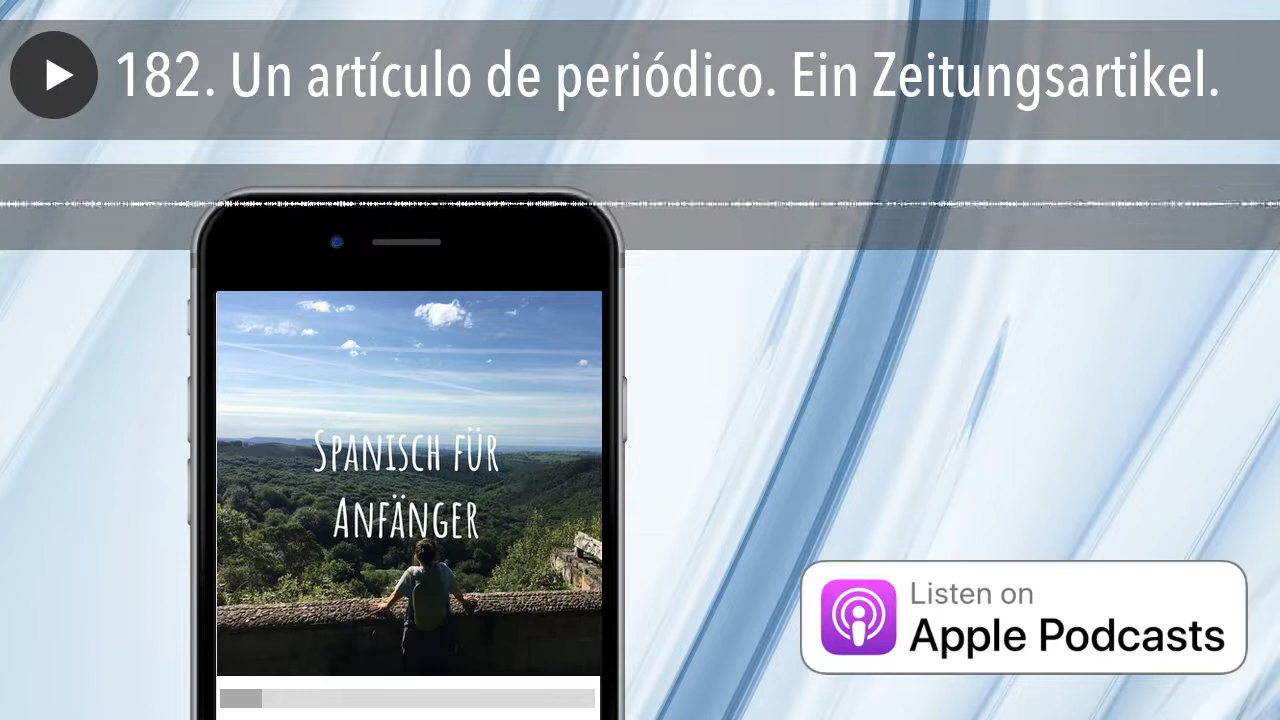 182. Un artículo de periódico. Ein Zeitungsartikel.
SPANISCH FÜR
ANFÄNGER
Listen on
Apple Podcasts